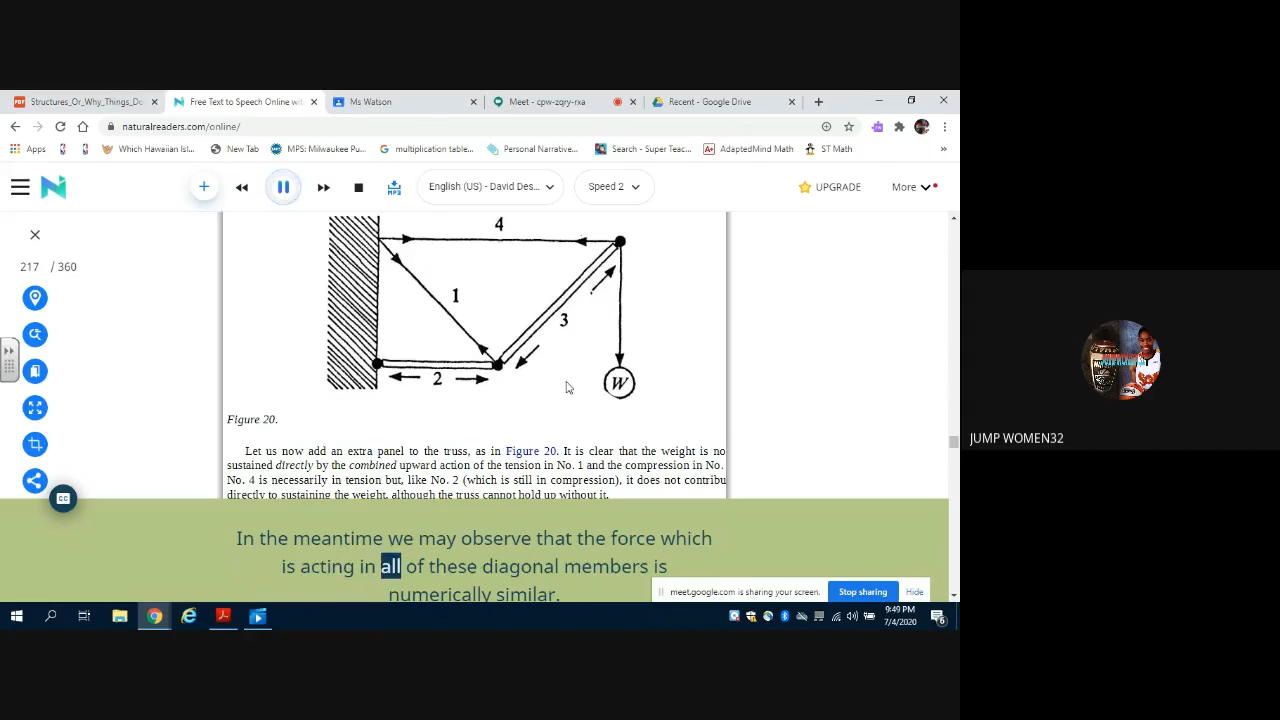 Structures_Or_Why_Things_Do
Free Text to Speech Online wit
Ms Watson
Meet - cpw-zqry-rxa
Recent - Google Drive
naturalreaders.com/online/
Apps
Which Hawaiian Isl...
New Tab
MPS: Milwaukee Pu...
multiplication table...
Personal Narrative...
Search - Super Teac...
AdaptedMind Math
ST Math
»
MP3
English (US) - David Des...
Speed 2
UPGRADE
More
217 / 360
4
1
3
2
W
Figure 20.
Let us now add an extra panel to the truss, as in Figure 20. It is clear that the weight is no
sustained directly by the combined upward action of the tension in No. 1 and the compression in No.
No. 4 is necessarily in tension but, like No. 2 (which is still in compression), it does not contribu
directly to sustaining the weight, although the truss cannot hold up without it.
CC
In the meantime we may observe that the force which
is acting in all of these diagonal members is
numerically similar.
meet.google.com is sharing your screen.
Stop sharing
Hide
9:49 PM
7/4/2020
6
JUMP WOMEN32